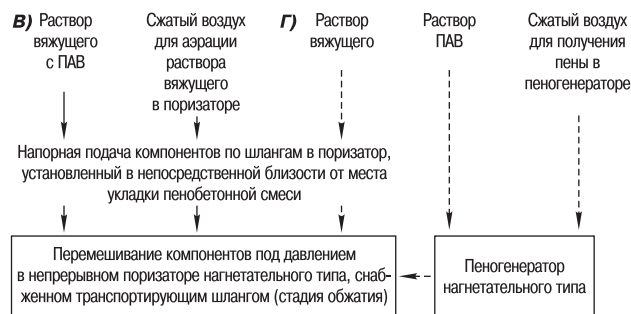 В) Раствор
вяжущего
с ПАВ
Сжатый воздух
для аэрации
раствора
вяжущего
в поризаторе
Г) Раствор
вяжущего
Раствор
ПАВ
Сжатый воздух
для получения
пены в
пеногенераторе
Напорная подача компонентов по шлангам в поризатор,
установленный в непосредственной близости от места
укладки пенобетонной смеси
Перемешивание компонентов под давлением
в непрерывном поризаторе нагнетательного типа, снаб-
женном транспортирующим шлангом (стадия обжатия)
Пеногенератор
нагнетательного типа